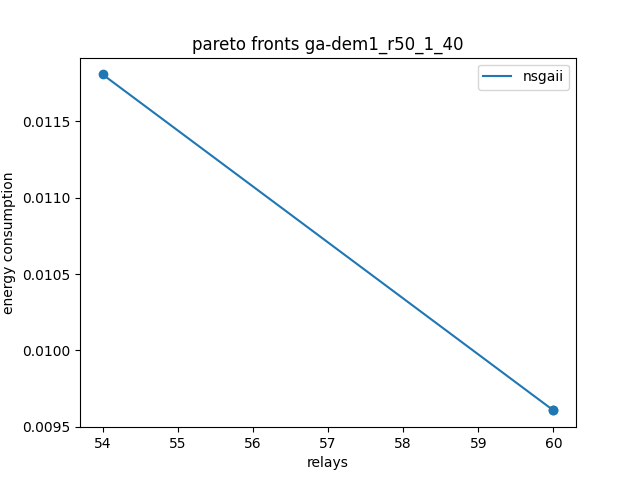 pareto fronts ga-dem1_r50_1_40
nsgaii
energy consumption
0.0115
0.0110
0.0105
0.0100
0.0095
54 55 56 57 58 59 60
relays